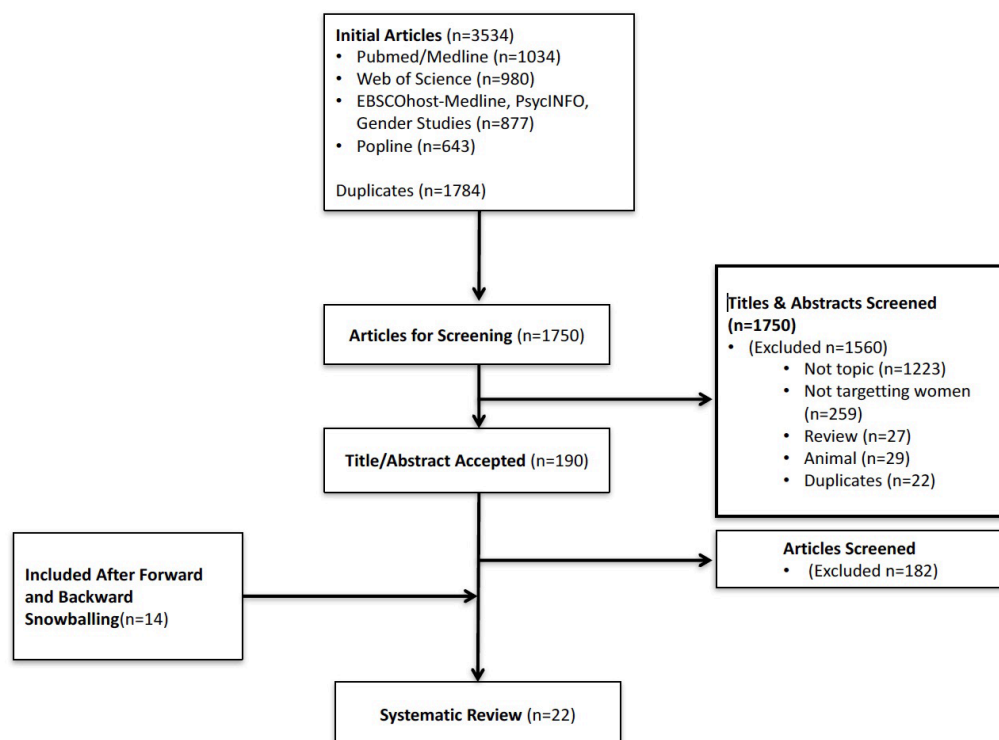 Initial Articles (n=3534)
• Pubmed/Medline (n=1034)
• Web of Science (n=980)
• EBSCOhost-Medline, PsycINFO,
Gender Studies (n=877)
• Popline (n=643)
Duplicates (n=1784)
Articles for Screening (n=1750)
Titles & Abstracts Screened
(n=1750)
• (Excluded n=1560)
• Not topic (n=1223)
• Not targetting women
(n=259)
• Review (n=27)
• Animal (n=29)
• Duplicates (n=22)
Title/Abstract Accepted (n=190)
Articles Screened
• (Excluded n=182)
Included After Forward
and Backward
Snowballing(n=14)
Systematic Review (n=22)